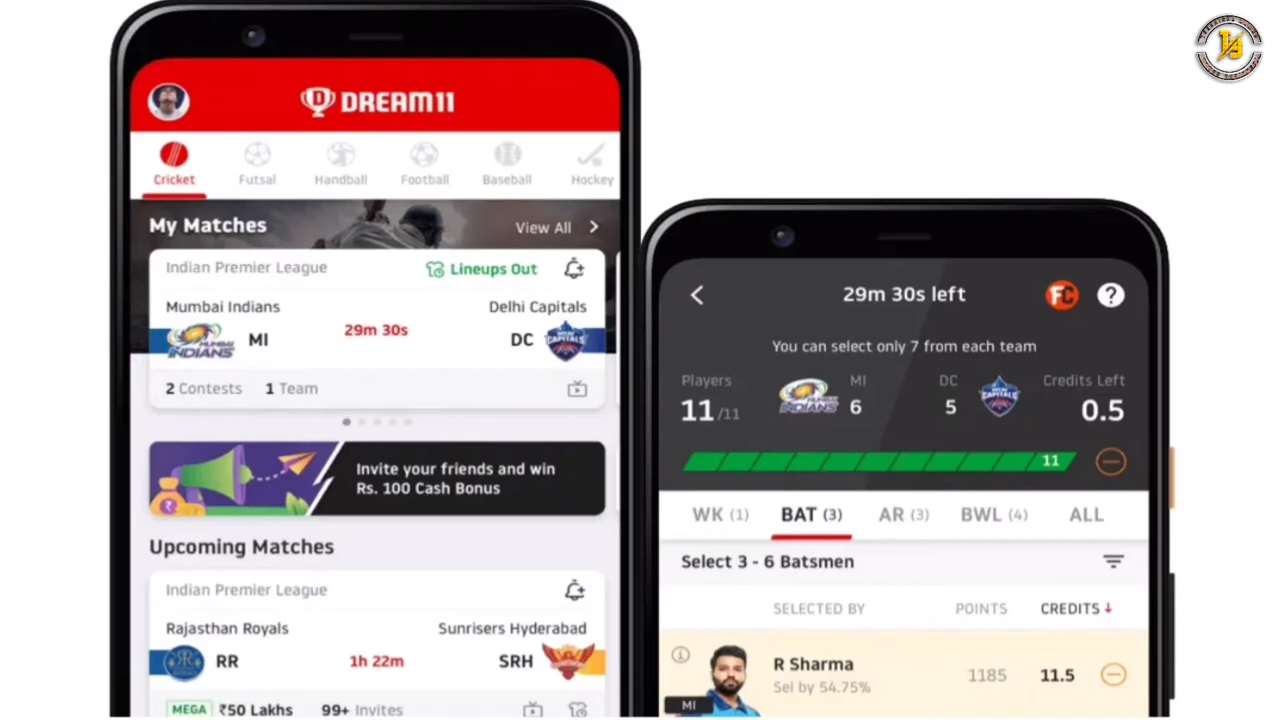 DREAM11
Cricket Futsal Handball Football Baseball Hockey
My Matches View All
Indian Premier League Lineups Out
Mumbai Indians Delhi Capitals
MI 29m 30s DC
2 Contests 1 Team
Invite your friends and win
Rs. 100 Cash Bonus
Upcoming Matches
Indian Premier League
Rajasthan Royals Sunrisers Hyderabad
RR 1h 22m SRH
MEGA ₹50 Lakhs 99+ Invites
29m 30s left FC ?
You can select only 7 from each team
Players MI DC Credits Left
11/11 6 5 0.5
11
WK (1) BAT (3) AR (3) BWL (4) ALL
Select 3 - 6 Batsmen
SELECTED BY POINTS CREDITS
R Sharma 1185 11.5
Sel by 54.75%
MI